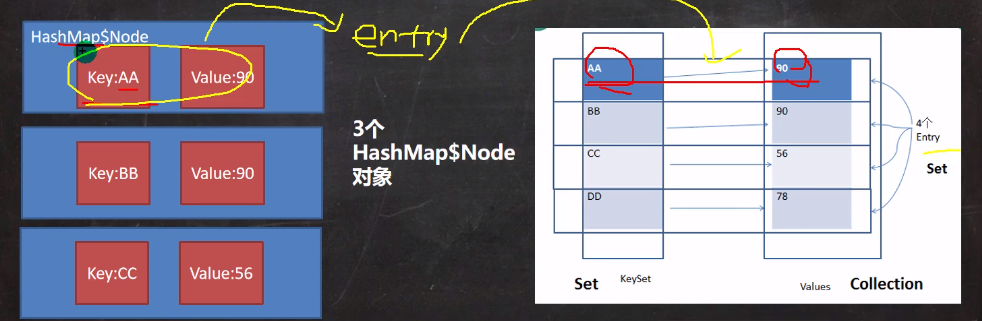 HashMap$Node
Key:AA
Value:90
Key:BB
Value:90
Key:CC
Value:56
entry
3个
HashMap$Node
对象
AA
90
BB
90
CC
56
DD
78
4个
Entry
Set
Set
KeySet
Values
Collection